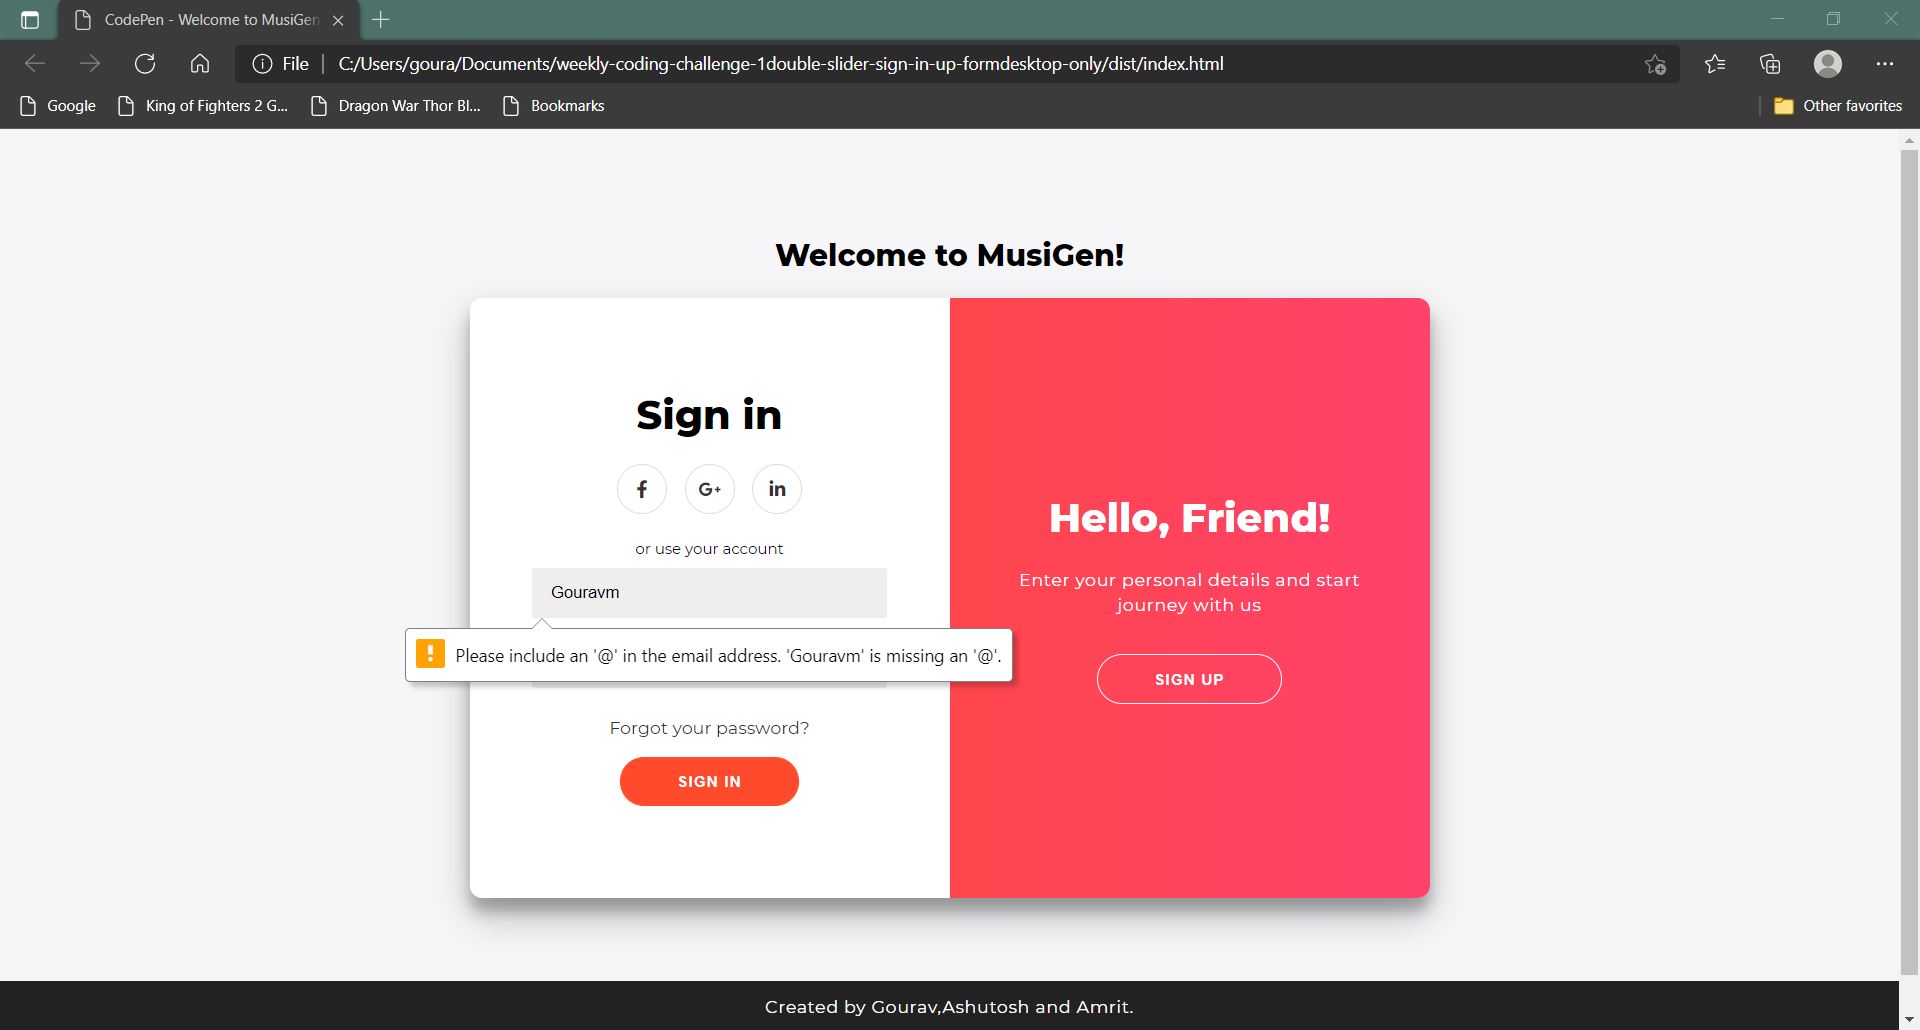 CodePen - Welcome to MusiGen
File
C:/Users/goura/Documents/weekly-coding-challenge-1double-slider-sign-in-up-formdesktop-only/dist/index.html
Google
King of Fighters 2 G...
Dragon War Thor Bl...
Bookmarks
Other favorites
Welcome to MusiGen!
Sign in
f
G+
in
or use your account
Gouravm
Please include an '@' in the email address. 'Gouravm' is missing an '@'.
Forgot your password?
SIGN IN
Hello, Friend!
Enter your personal details and start
journey with us
SIGN UP
Created by Gourav,Ashutosh and Amrit.